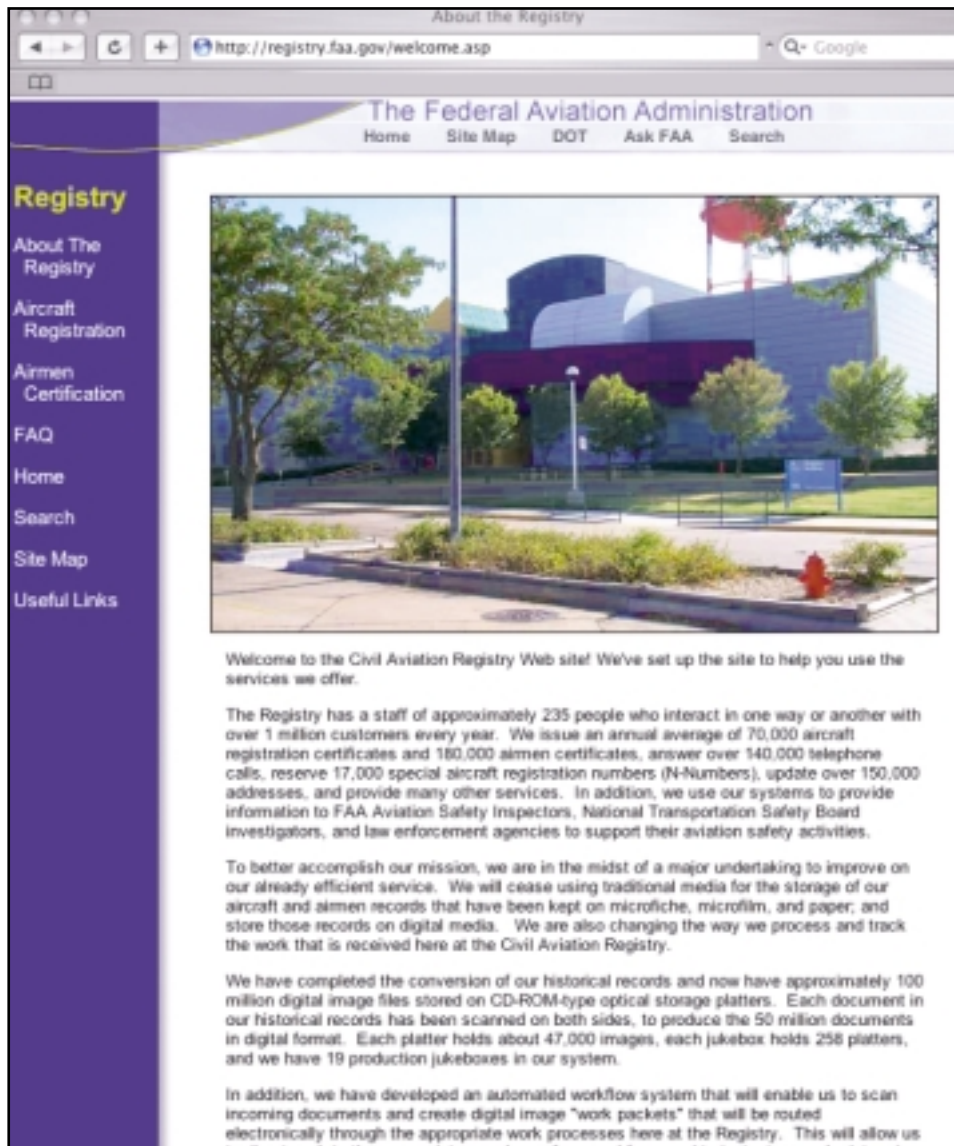 About the Registry
http://registry.faa.gov/welcome.asp
Google
The Federal Aviation Administration
Home Site Map DOT Ask FAA Search
Registry
About The
Registry
Aircraft
Registration
Airmen
Certification
FAQ
Home
Search
Site Map
Useful Links
Welcome to the Civil Aviation Registry Web site! We've set up the site to help you use the
services we offer.
The Registry has a staff of approximately 235 people who interact in one way or another with
over 1 million customers every year. We issue an annual average of 70,000 aircraft
registration certificates and 180,000 airmen certificates, answer over 140,000 telephone
calls, reserve 17,000 special aircraft registration numbers (N-Numbers), update over 150,000
addresses, and provide many other services. In addition, we use our systems to provide
information to FAA Aviation Safety Inspectors, National Transportation Safety Board
investigators, and law enforcement agencies to support their aviation safety activities.
To better accomplish our mission, we are in the midst of a major undertaking to improve on
our already efficient service. We will cease using traditional media for the storage of our
aircraft and airmen records that have been kept on microfiche, microfilm, and paper; and
store those records on digital media. We are also changing the way we process and track
the work that is received here at the Civil Aviation Registry.
We have completed the conversion of our historical records and now have approximately 100
million digital image files stored on CD-ROM-type optical storage platters. Each document in
our historical records has been scanned on both sides, to produce the 50 million documents
in digital format. Each platter holds about 47,000 images, each jukebox holds 258 platters,
and we have 19 production jukeboxes in our system.
In addition, we have developed an automated workflow system that will enable us to scan
incoming documents and create digital image "work packets" that will be routed
electronically through the appropriate work processes here at the Registry. This will allow us